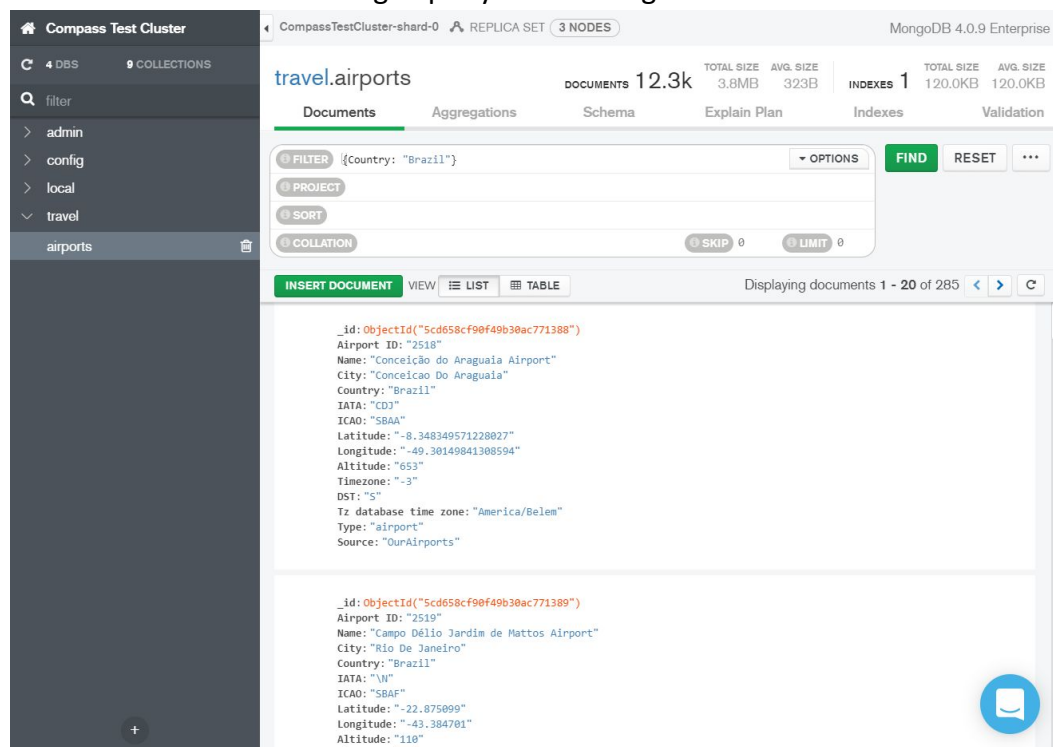 Compass Test Cluster
CompassTestCluster-shard-0 REPLICA SET 3 NODES
MongoDB 4.0.9 Enterprise
4 DBS 9 COLLECTIONS
filter
admin
config
local
travel
airports
travel.airports
DOCUMENTS 12.3k TOTAL SIZE 3.8MB AVG. SIZE 323B INDEXES 1 TOTAL SIZE 120.0KB AVG. SIZE 120.0KB
Documents Aggregations Schema Explain Plan Indexes Validation
FILTER {Country: "Brazil"} OPTIONS FIND RESET ...
PROJECT
SORT
COLLATION SKIP 0 LIMIT 0
INSERT DOCUMENT VIEW LIST TABLE Displaying documents 1 - 20 of 285
_id: ObjectId("5cd658cf90f49b30ac771388")
Airport ID: "2518"
Name: "Conceição do Araguaia Airport"
City: "Conceicao Do Araguaia"
Country: "Brazil"
IATA: "CDJ"
ICAO: "SBAA"
Latitude: "-8.348349571228027"
Longitude: "-49.30149841308594"
Altitude: "653"
Timezone: "-3"
DST: "S"
Tz database time zone: "America/Belem"
Type: "airport"
Source: "OurAirports"
_id: ObjectId("5cd658cf90f49b30ac771389")
Airport ID: "2519"
Name: "Campo Délio Jardim de Mattos Airport"
City: "Rio De Janeiro"
Country: "Brazil"
IATA: "\N"
ICAO: "SBAF"
Latitude: "-22.875099"
Longitude: "-43.384701"
Altitude: "110"